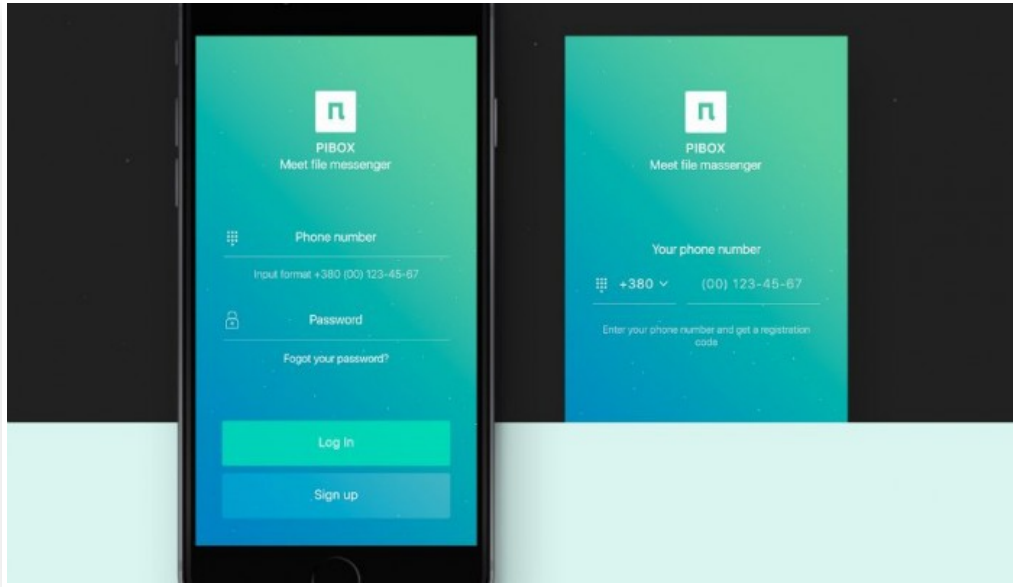 PIBOX
Meet file messenger
Phone number
Input format +380 (00) 123-45-67
Password
Fogot your password?
Log In
Sign up
PIBOX
Meet file massenger
Your phone number
+380 (00) 123-45-67
Enter your phone number and get a registration
code